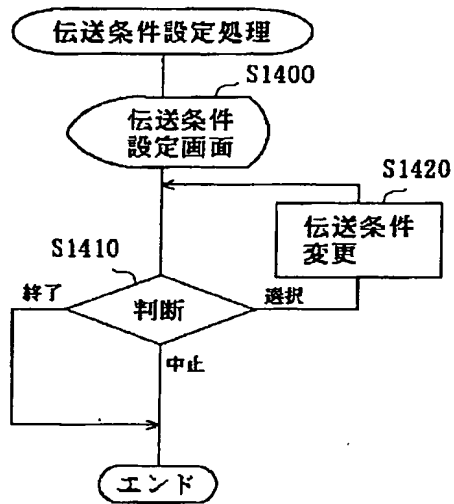 伝送条件設定処理
S1400
伝送条件
設定画面
S1420
伝送条件
変更
S1410
終了
判断
選択
中止
エンド